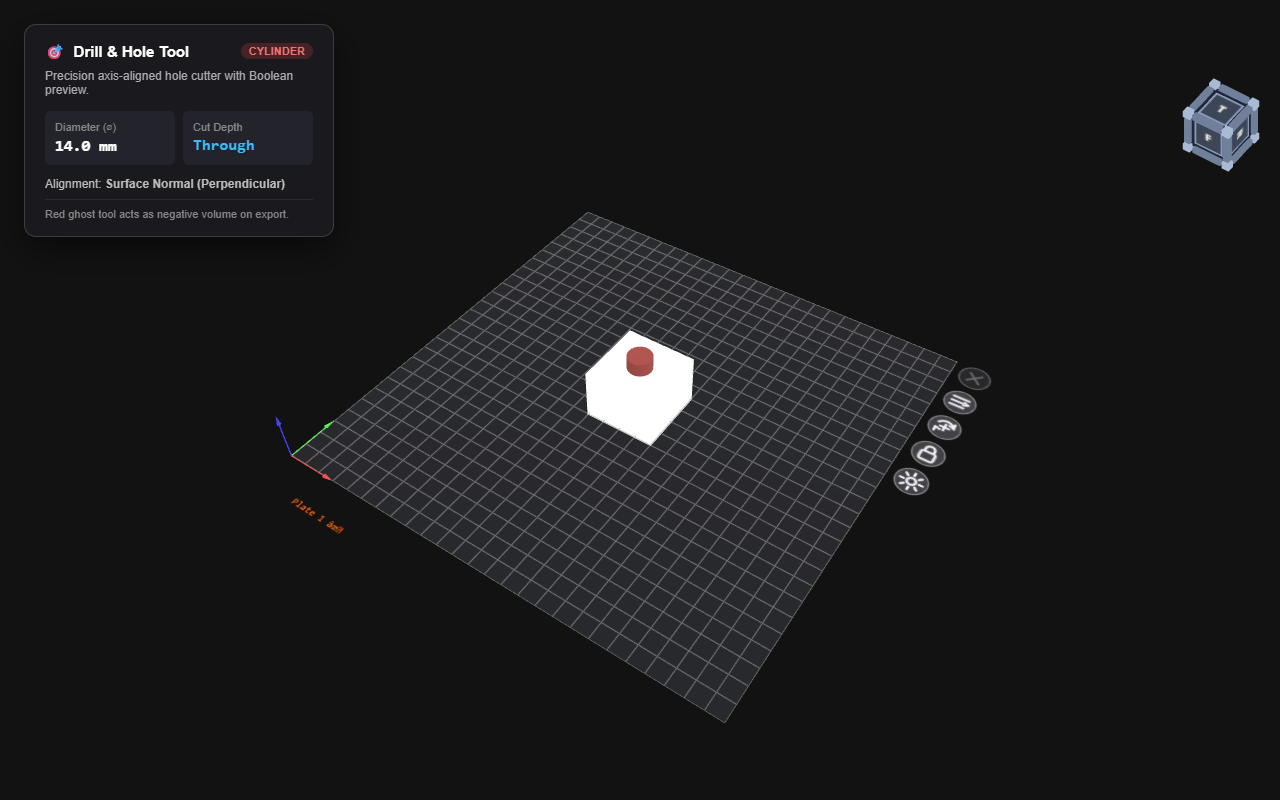 Drill & Hole Tool
CYLINDER
Precision axis-aligned hole cutter with Boolean
preview.
Diameter (⌀)
Cut Depth
14.0 mm
Through
Alignment: Surface Normal (Perpendicular)
Red ghost tool acts as negative volume on export.
T
F
Plate 1